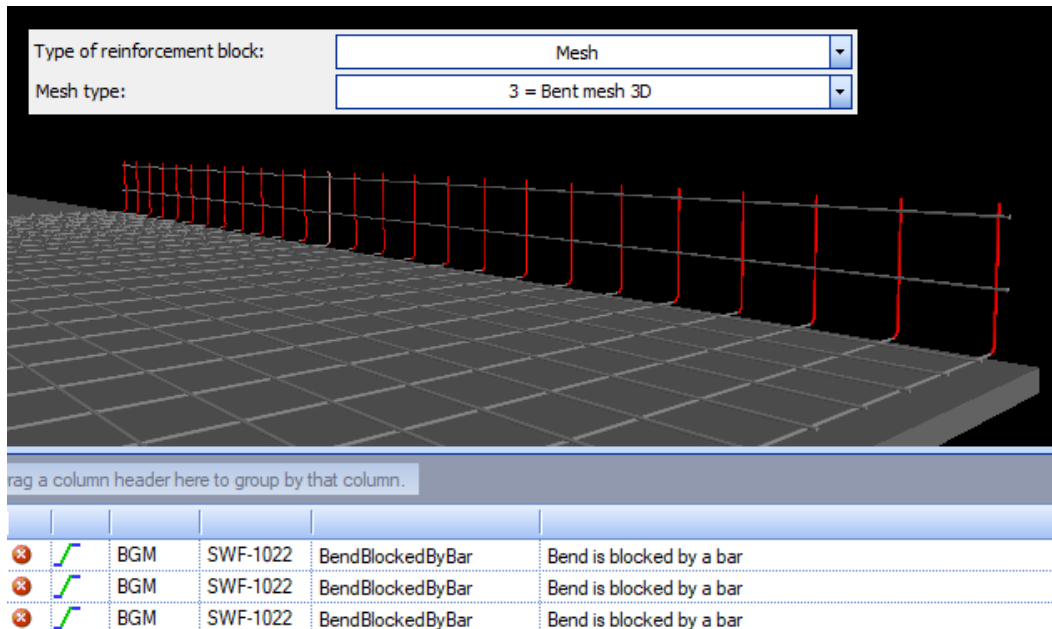 Type of reinforcement block: Mesh
Mesh type: 3 = Bent mesh 3D
rag a column header here to group by that column.
BGM SWF-1022 BendBlockedByBar Bend is blocked by a bar
BGM SWF-1022 BendBlockedByBar Bend is blocked by a bar
BGM SWF-1022 BendBlockedByBar Bend is blocked by a bar